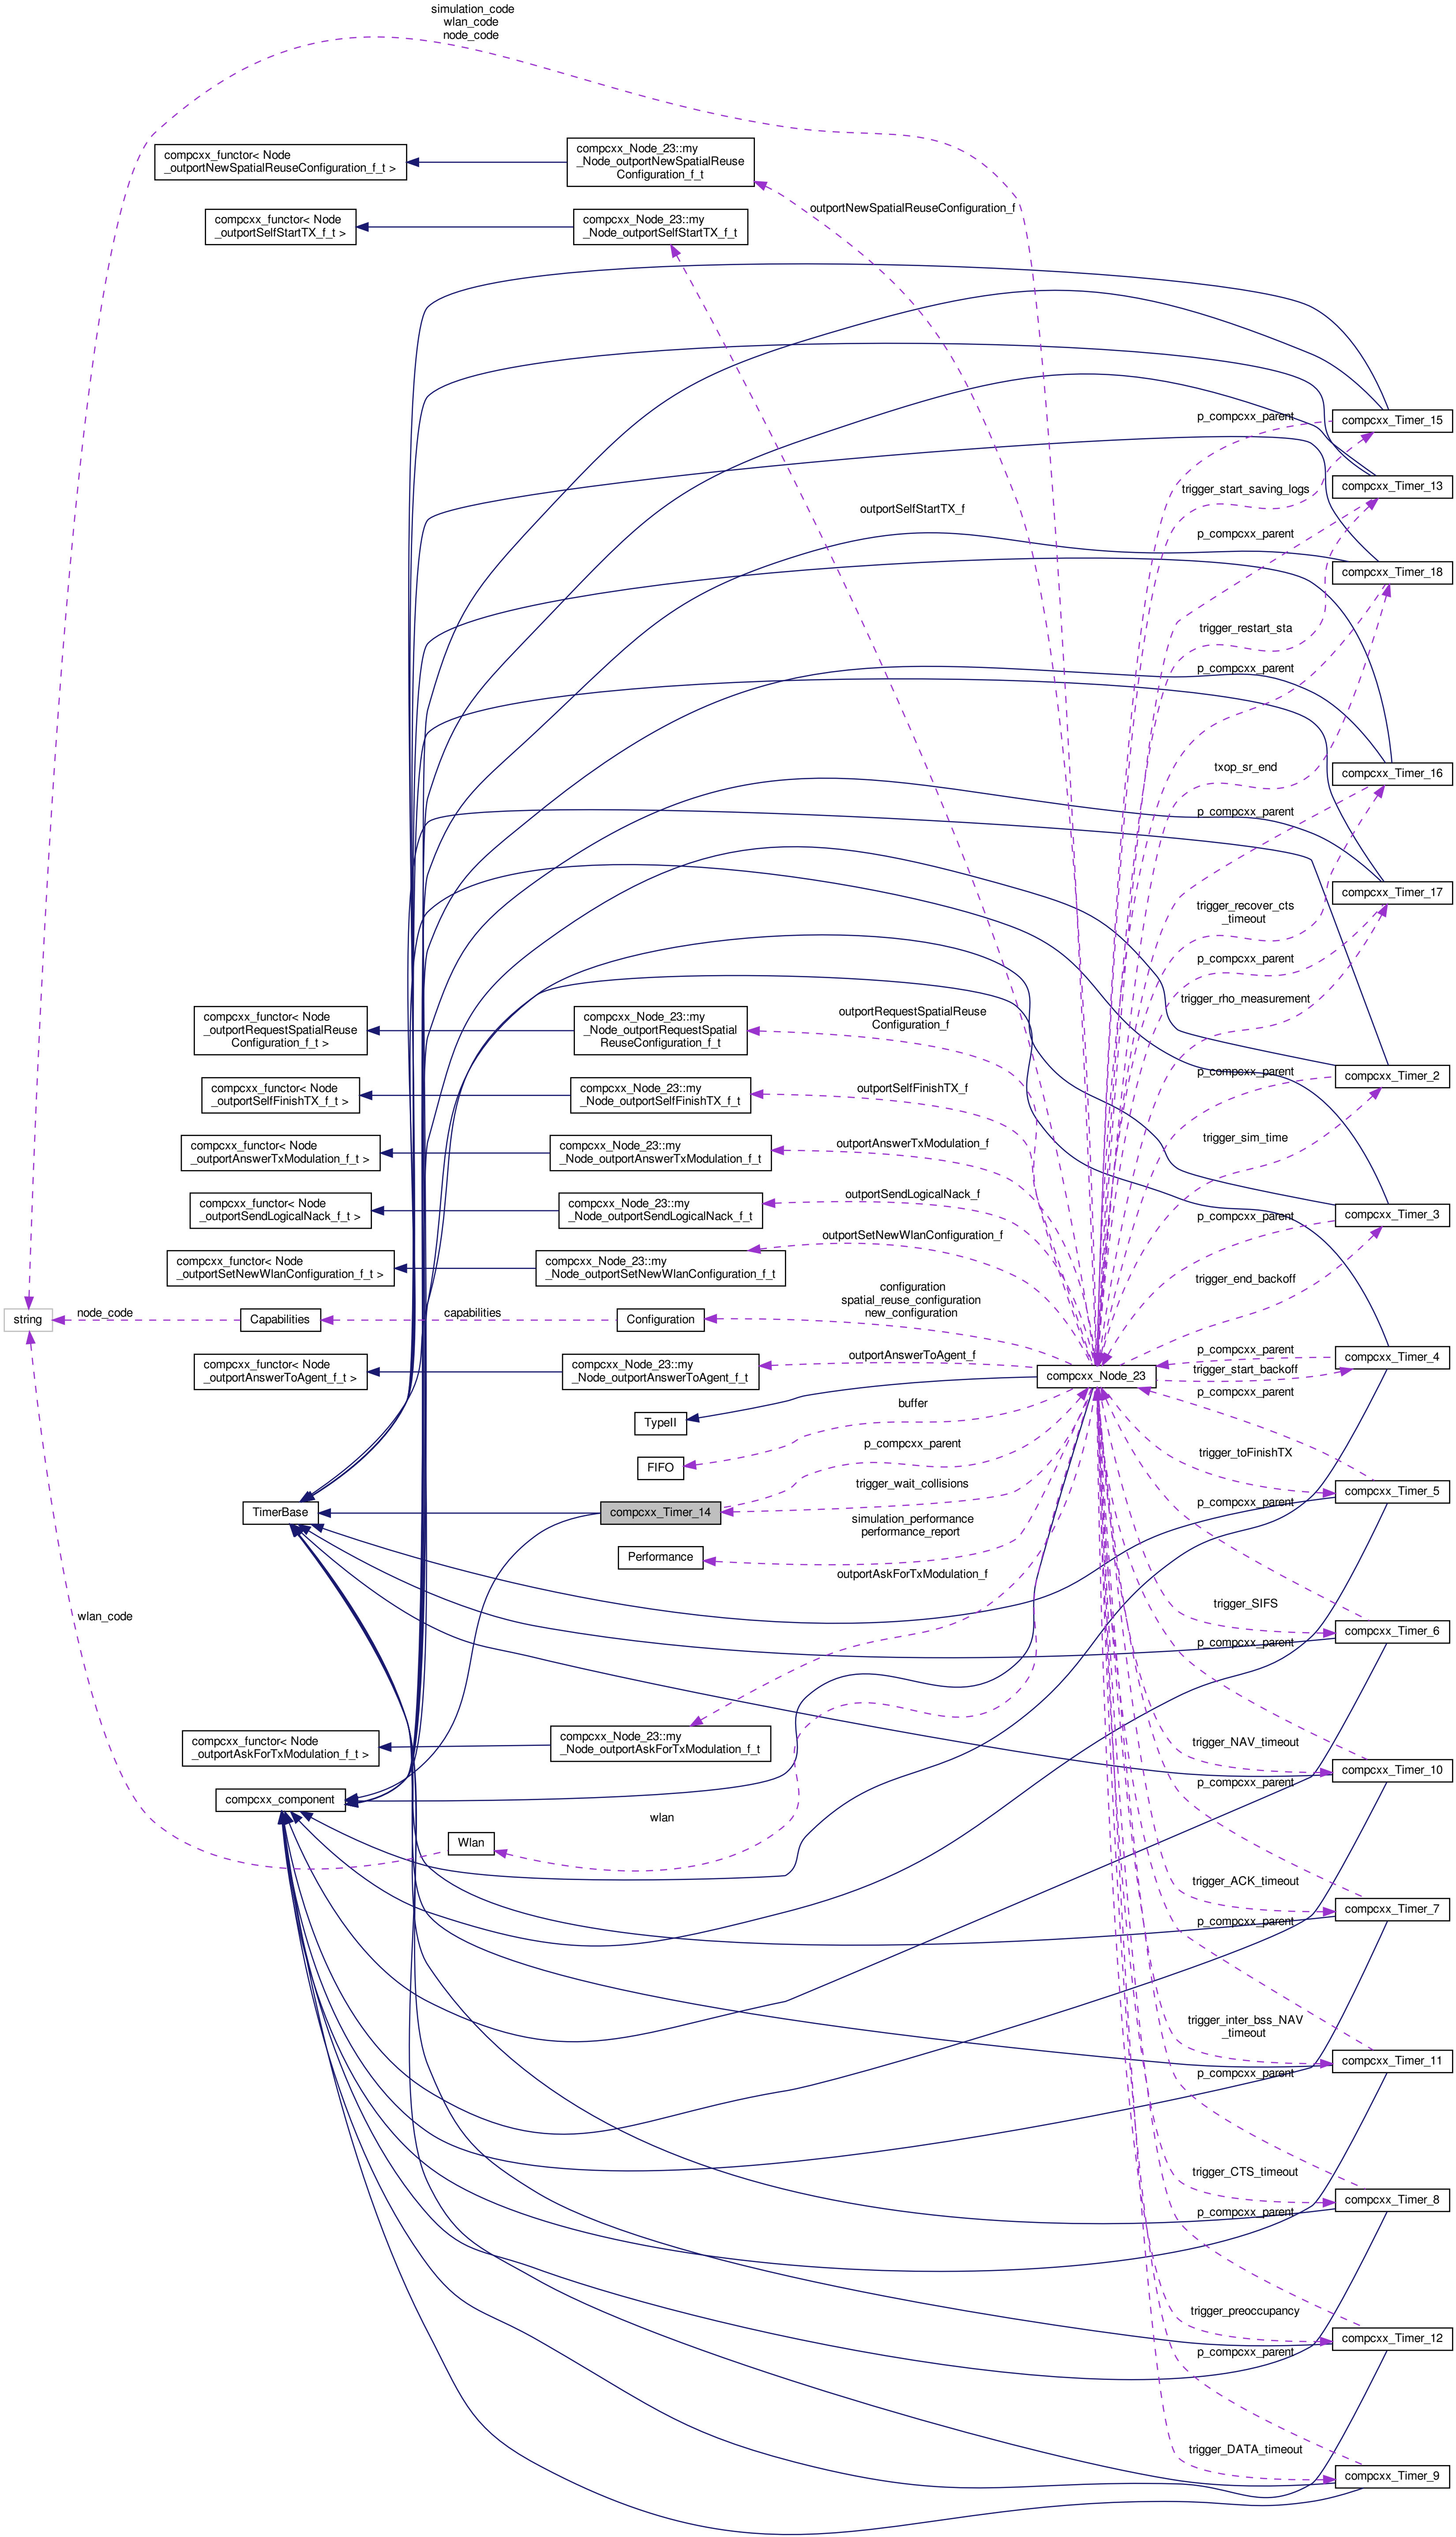 simulation_code
wlan_code
node_code
compcxx_functor< Node
_outportNewSpatialReuseConfiguration_f_t >
compcxx_Node_23::my
_Node_outportNewSpatialReuse
Configuration_f_t
outportNewSpatialReuseConfiguration_f
compcxx_functor< Node
_outportSelfStartTX_f_t >
compcxx_Node_23::my
_Node_outportSelfStartTX_f_t
p_compcxx_parent
compcxx_Timer_15
trigger_start_saving_logs
compcxx_Timer_13
outportSelfStartTX_f
p_compcxx_parent
compcxx_Timer_18
trigger_restart_sta
p_compcxx_parent
txop_sr_end
compcxx_Timer_16
p_compcxx_parent
compcxx_Timer_17
trigger_recover_cts
_timeout
p_compcxx_parent
trigger_rho_measurement
compcxx_functor< Node
_outportRequestSpatialReuse
Configuration_f_t >
compcxx_Node_23::my
_Node_outportRequestSpatial
ReuseConfiguration_f_t
outportRequestSpatialReuse
Configuration_f
p_compcxx_parent
compcxx_Timer_2
compcxx_functor< Node
_outportSelfFinishTX_f_t >
compcxx_Node_23::my
_Node_outportSelfFinishTX_f_t
outportSelfFinishTX_f
trigger_sim_time
compcxx_functor< Node
_outportAnswerTxModulation_f_t >
compcxx_Node_23::my
_Node_outportAnswerTxModulation_f_t
outportAnswerTxModulation_f
compcxx_functor< Node
_outportSendLogicalNack_f_t >
compcxx_Node_23::my
_Node_outportSendLogicalNack_f_t
outportSendLogicalNack_f
p_compcxx_parent
compcxx_Timer_3
compcxx_functor< Node
_outportSetNewWlanConfiguration_f_t >
compcxx_Node_23::my
_Node_outportSetNewWlanConfiguration_f_t
outportSetNewWlanConfiguration_f
trigger_end_backoff
string
node_code
Capabilities
capabilities
Configuration
configuration
spatial_reuse_configuration
new_configuration
compcxx_functor< Node
_outportAnswerToAgent_f_t >
compcxx_Node_23::my
_Node_outportAnswerToAgent_f_t
outportAnswerToAgent_f
compcxx_Node_23
p_compcxx_parent
compcxx_Timer_4
trigger_start_backoff
p_compcxx_parent
TypeII
buffer
FIFO
p_compcxx_parent
trigger_toFinishTX
compcxx_Timer_5
TimerBase
compcxx_Timer_14
trigger_wait_collisions
p_compcxx_parent
Performance
simulation_performance
performance_report
outportAskForTxModulation_f
wlan_code
trigger_SIFS
compcxx_Timer_6
p_compcxx_parent
compcxx_functor< Node
_outportAskForTxModulation_f_t >
compcxx_Node_23::my
_Node_outportAskForTxModulation_f_t
trigger_NAV_timeout
compcxx_Timer_10
p_compcxx_parent
compcxx_component
Wlan
wlan
trigger_ACK_timeout
compcxx_Timer_7
p_compcxx_parent
trigger_inter_bss_NAV
_timeout
compcxx_Timer_11
p_compcxx_parent
trigger_CTS_timeout
compcxx_Timer_8
p_compcxx_parent
trigger_preoccupancy
compcxx_Timer_12
p_compcxx_parent
trigger_DATA_timeout
compcxx_Timer_9